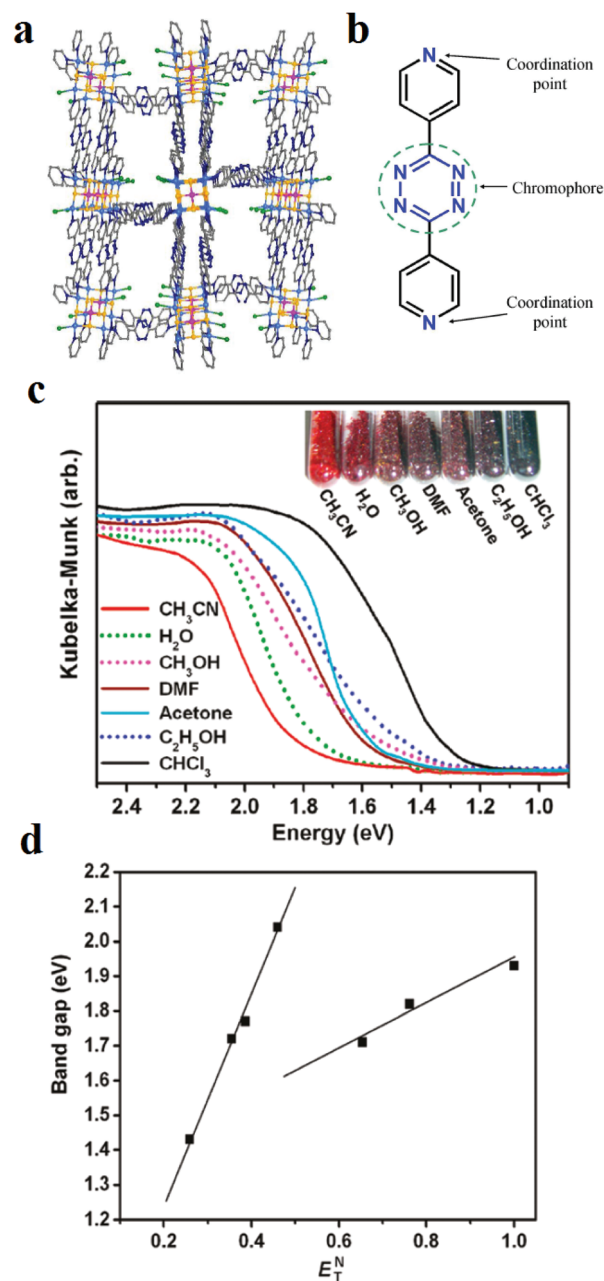 a
b
N
Coordination
point
N N
N N
Chromophore
N
Coordination
point
c
Kubelka-Munk (arb.)
CH₃CN
H₂O
CH₃OH
DMF
Acetone
C₂H₅OH
CHCl₃
CH₃CN
H₂O
CH₃OH
DMF
Acetone
C₂H₅OH
CHCl₃
2.4 2.2 2.0 1.8 1.6 1.4 1.2 1.0
Energy (eV)
d
Band gap (eV)
2.2
2.1
2.0
1.9
1.8
1.7
1.6
1.5
1.4
1.3
1.2
0.2 0.4 0.6 0.8 1.0
E_T^N